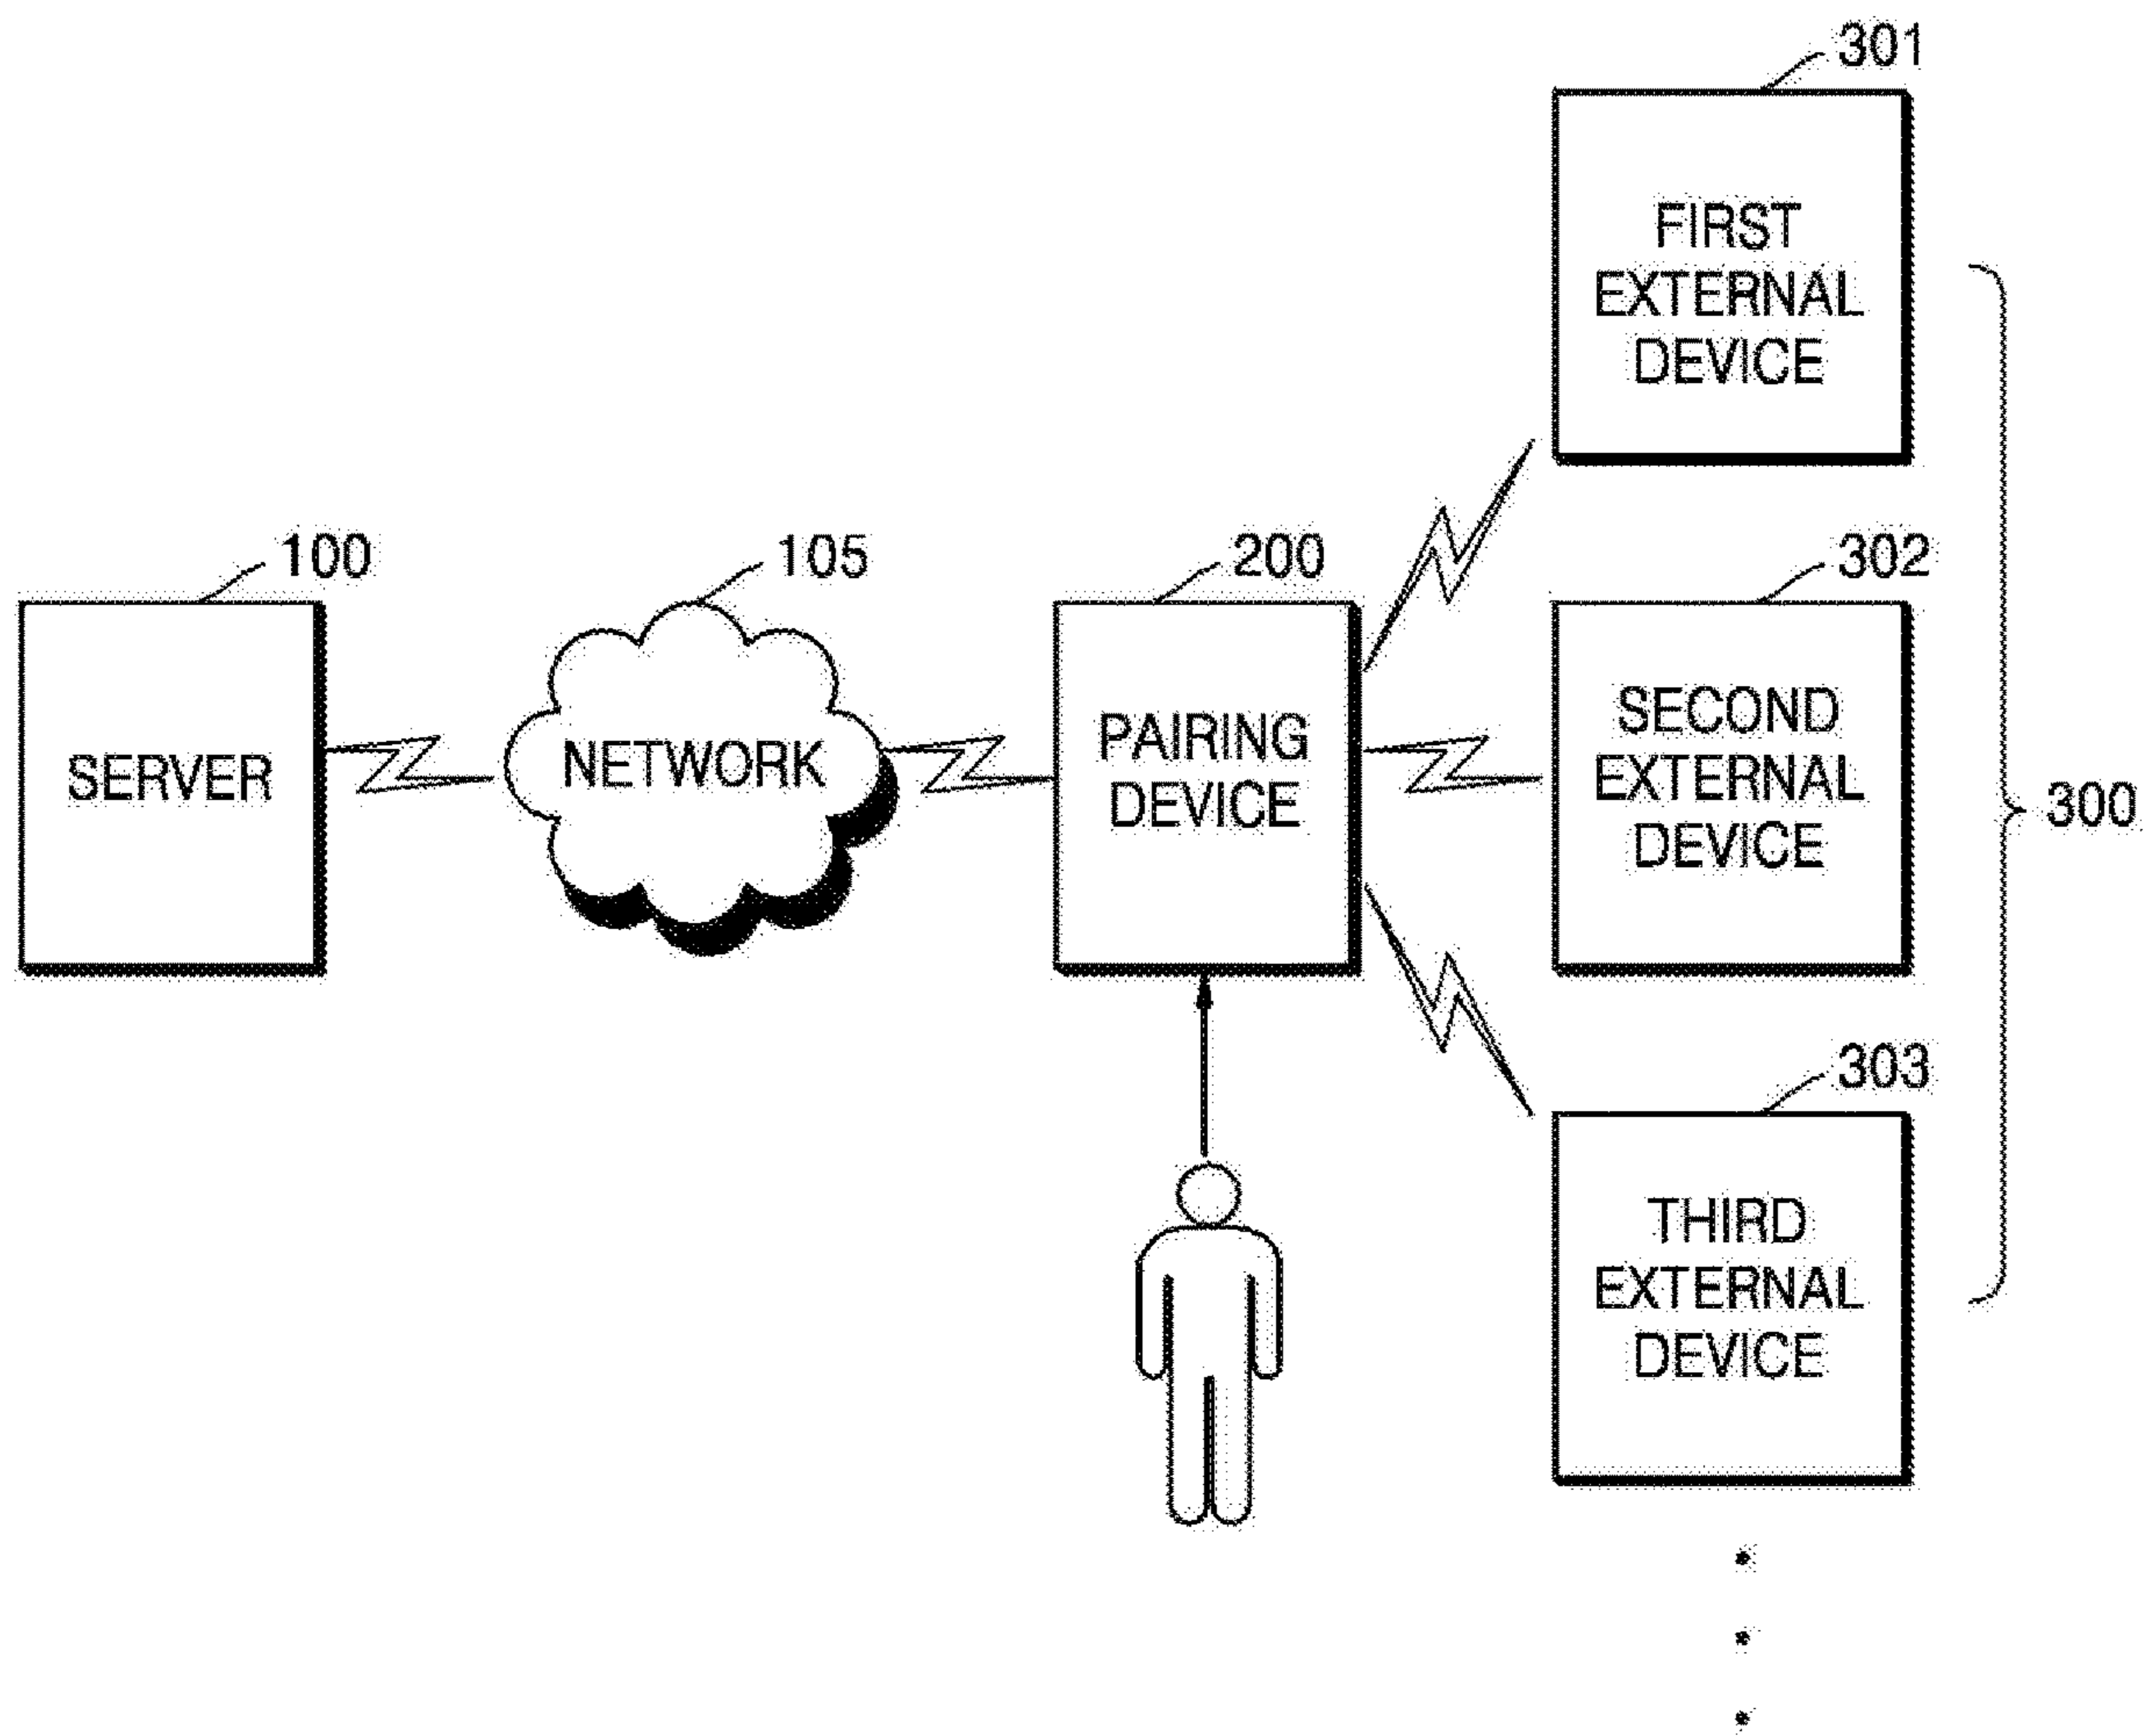 301
FIRST
EXTERNAL
DEVICE
100
105
200
302
SERVER
NETWORK
PAIRING
DEVICE
SECOND
EXTERNAL
DEVICE
300
303
THIRD
EXTERNAL
DEVICE